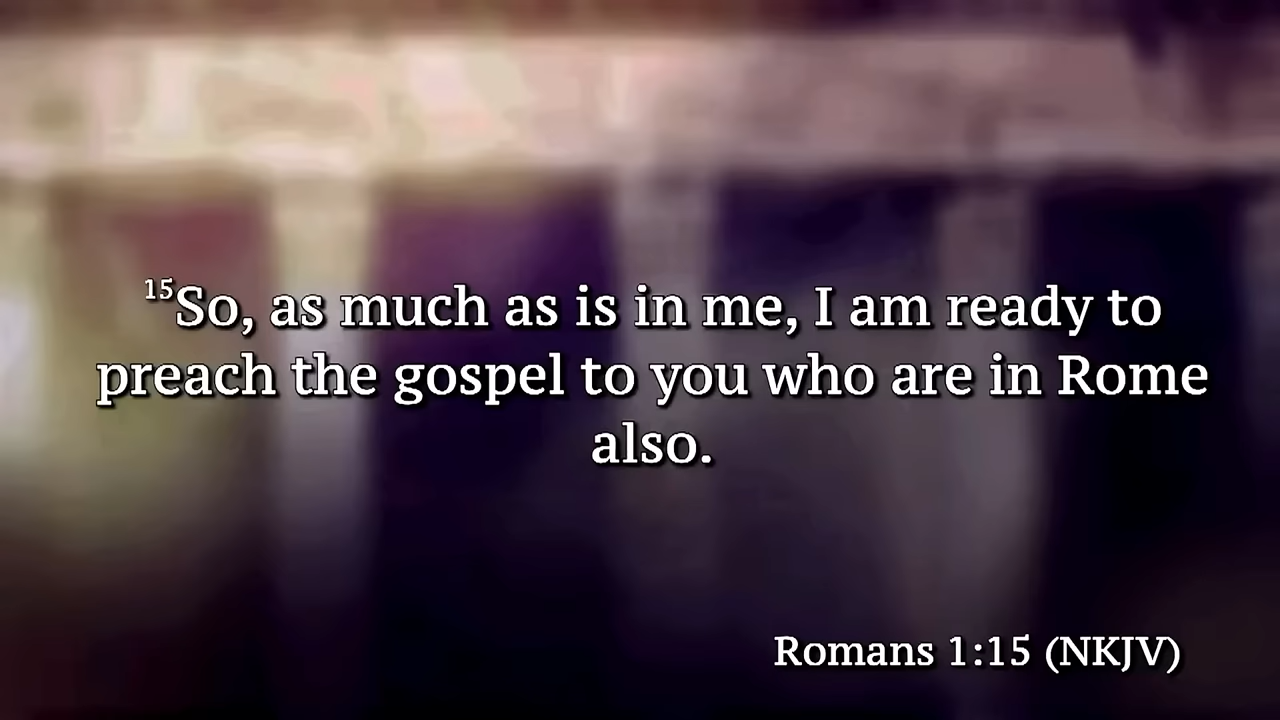 ¹⁵So, as much as is in me, I am ready to
preach the gospel to you who are in Rome
also.
Romans 1:15 (NKJV)